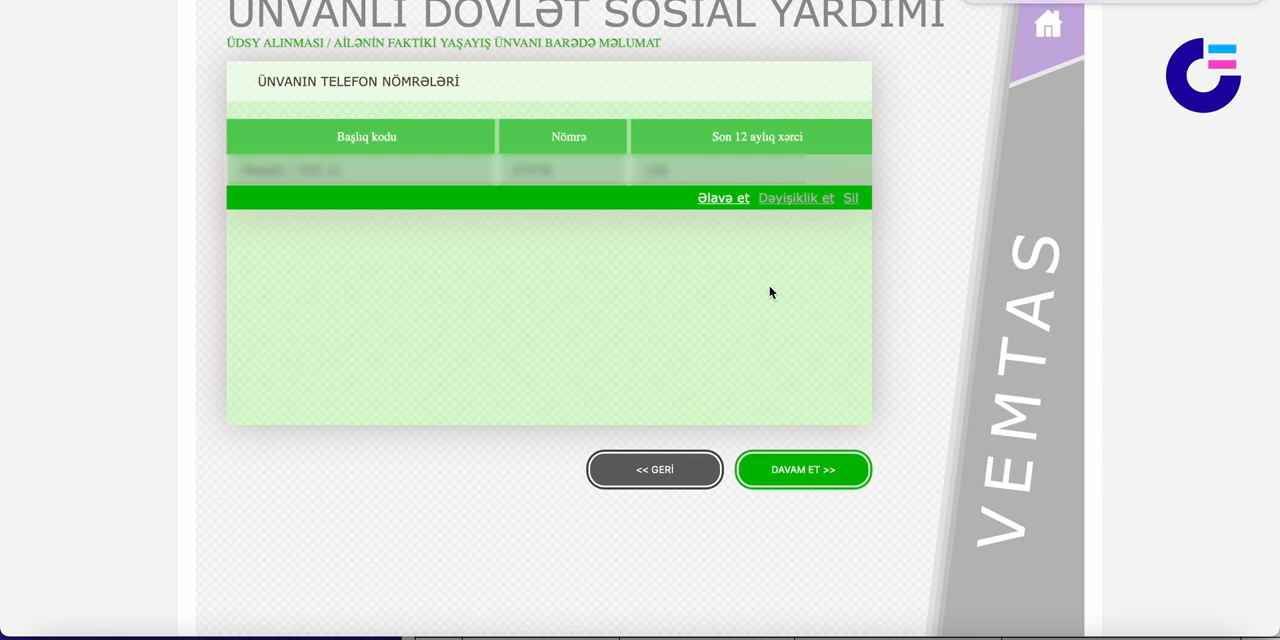 ÜNVANLI DÖVLƏT SOSİAL YARDIMI
ÜDSY ALINMASI / AİLƏNİN FAKTİKİ YAŞAYIŞ ÜNVANI BARƏDƏ MƏLUMAT
ÜNVANIN TELEFON NÖMRƏLƏRİ
Başlıq kodu Nömrə Son 12 aylıq xərci
Əlavə et Dəyişiklik et Sil
<< GERİ DAVAM ET >>
VEMTAS